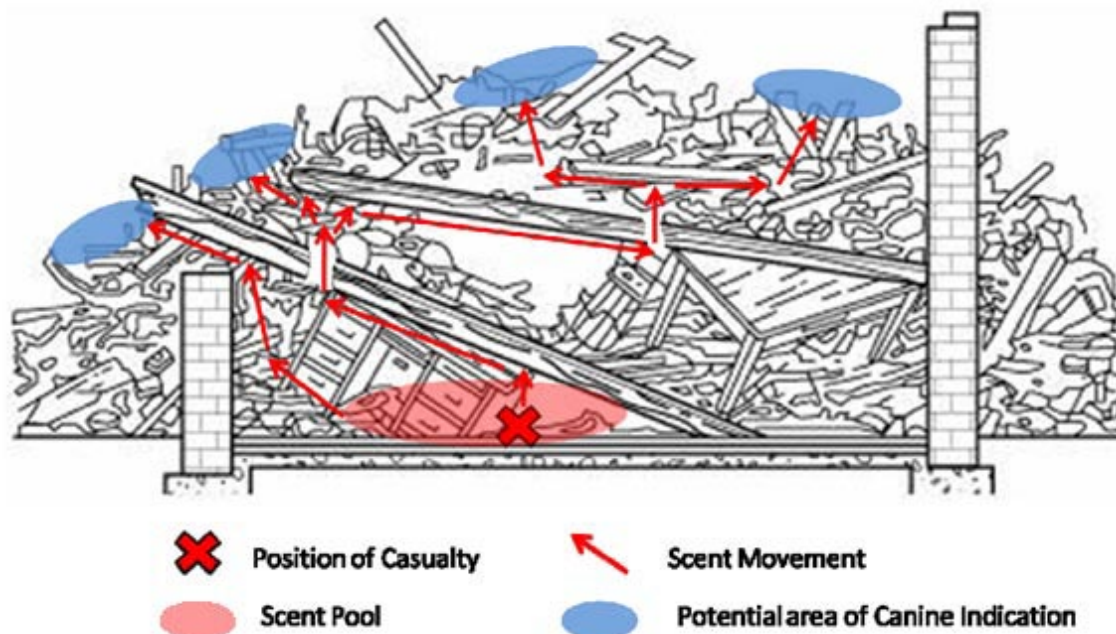 Position of Casualty
Scent Movement
Scent Pool
Potential area of Canine Indication